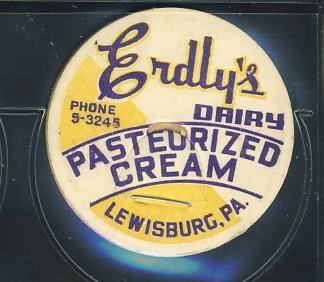 Erdly's
DAIRY
PHONE
5-3245
PASTEURIZED
CREAM
LEWISBURG, PA.